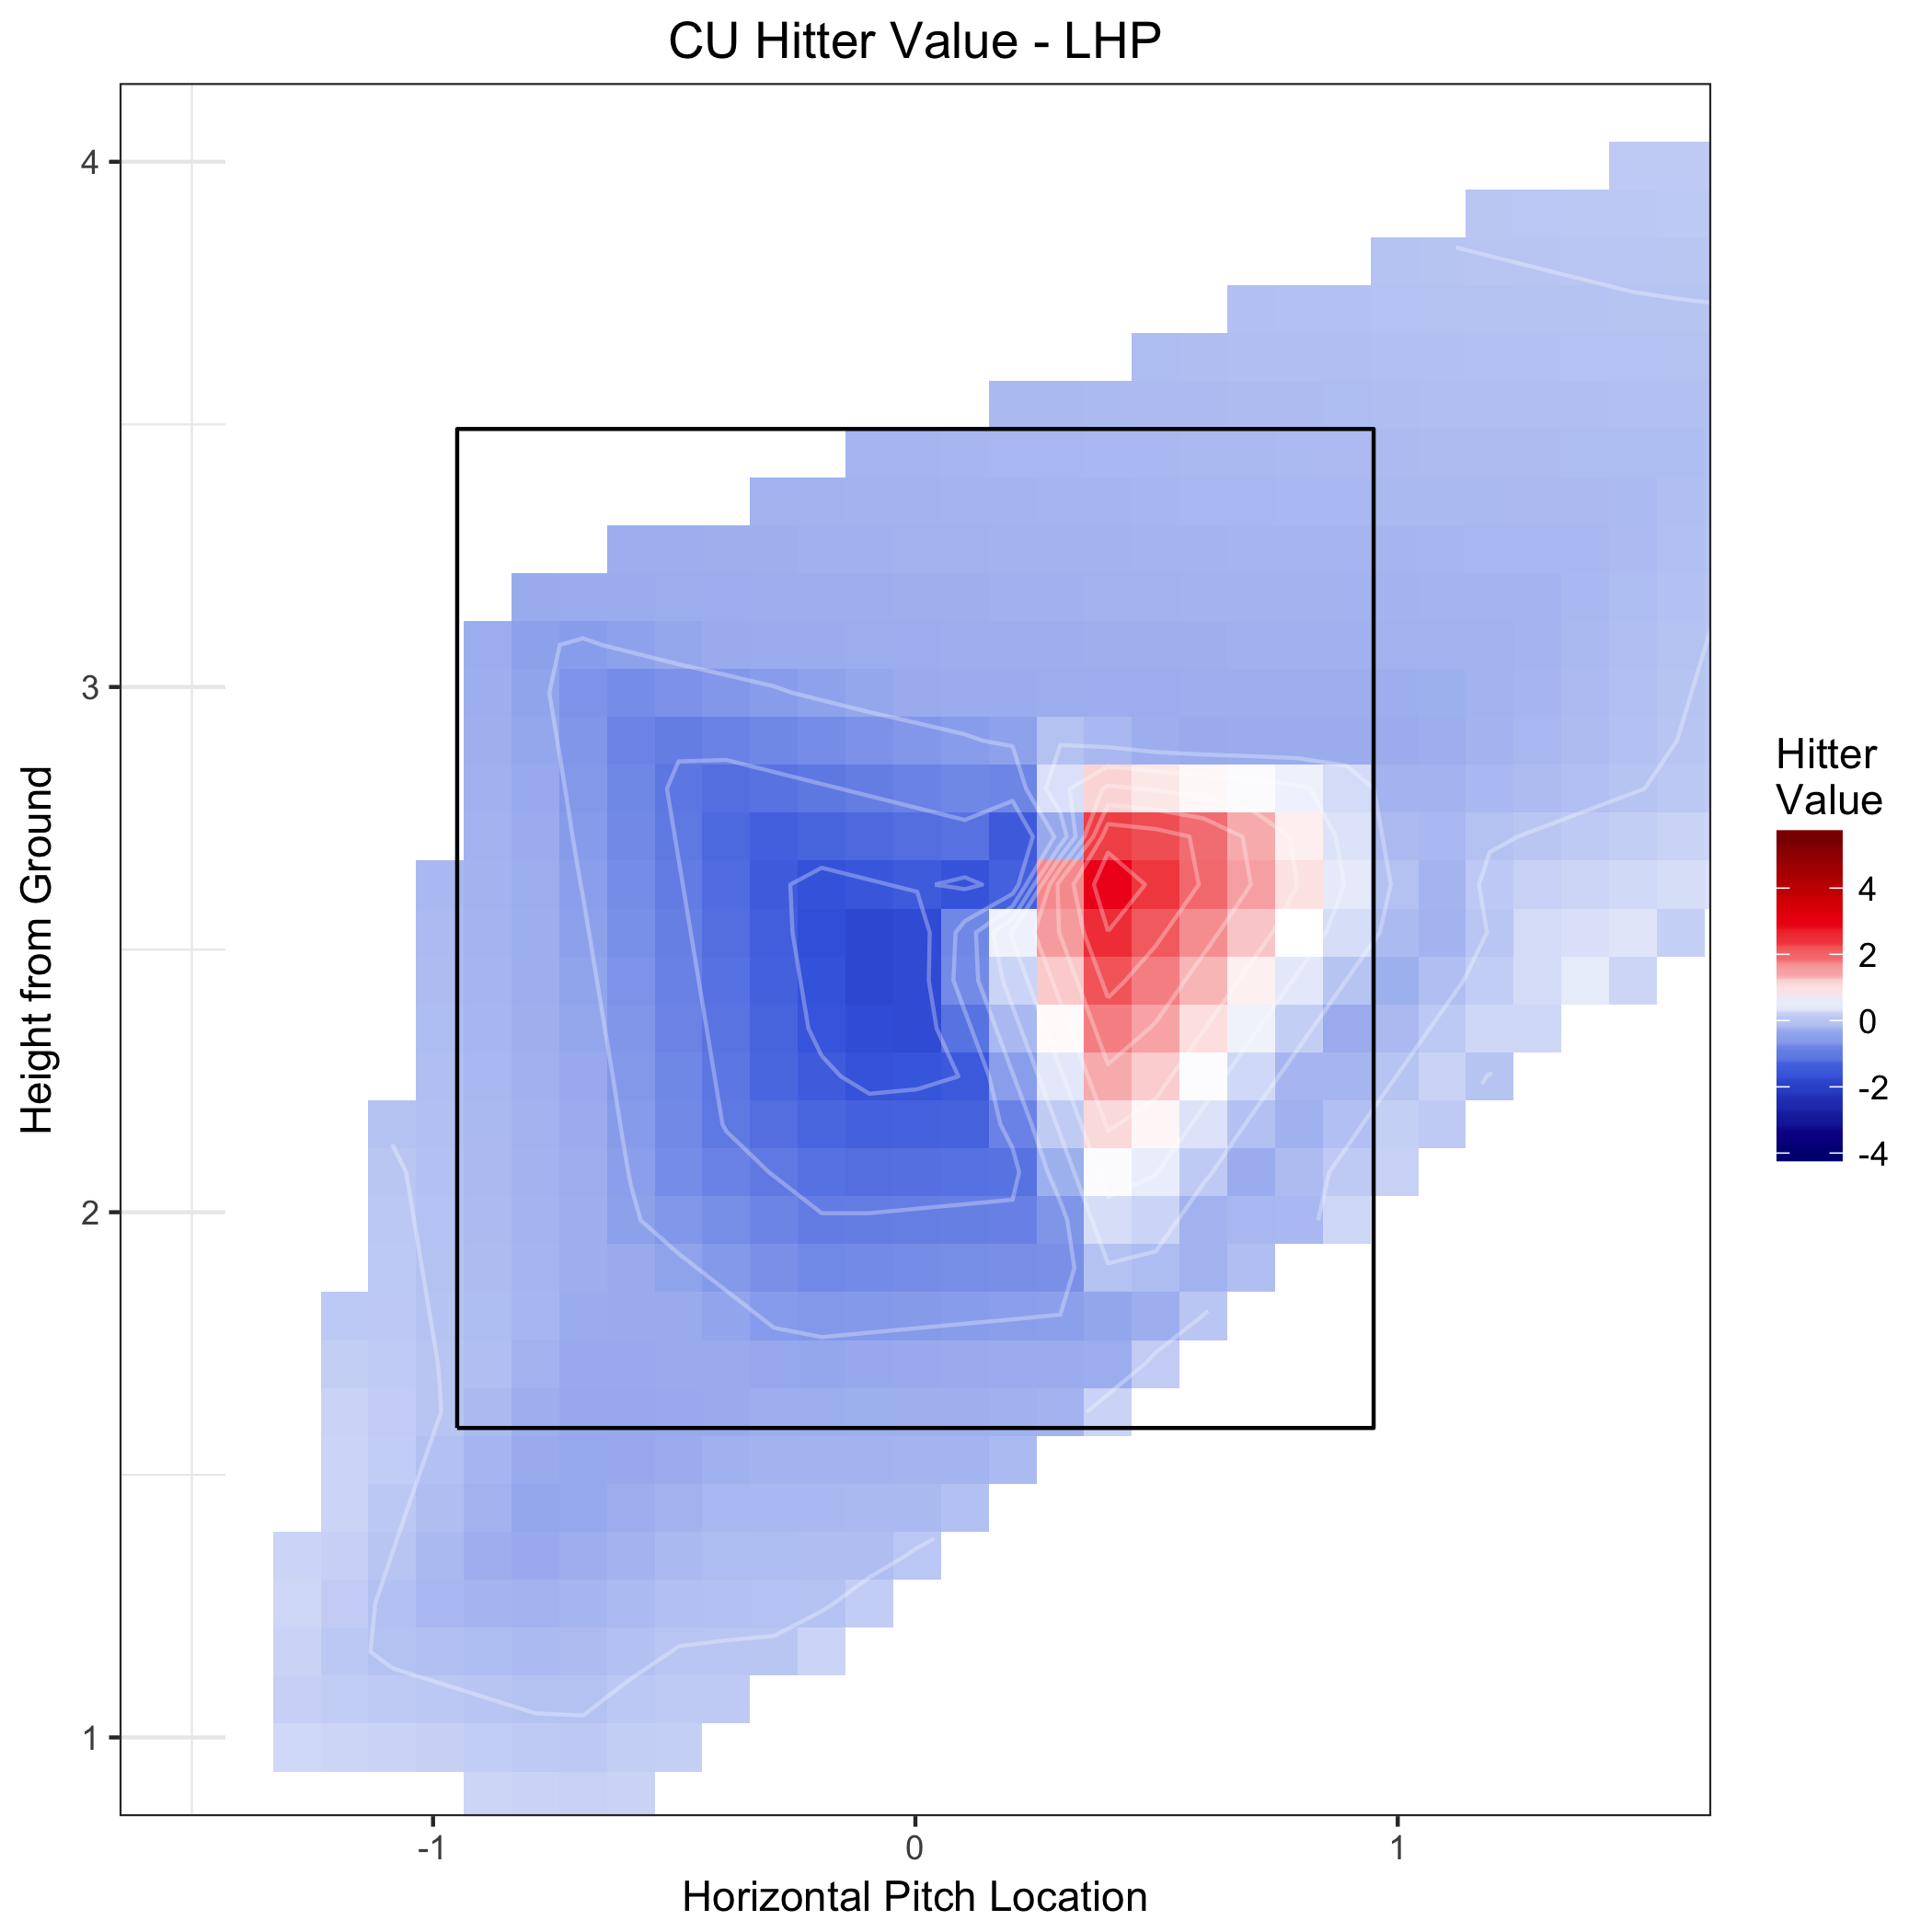 CU Hitter Value - LHP
4
3
2
1
Height from Ground
-1
0
1
Horizontal Pitch Location
Hitter
Value
4
2
0
-2
-4